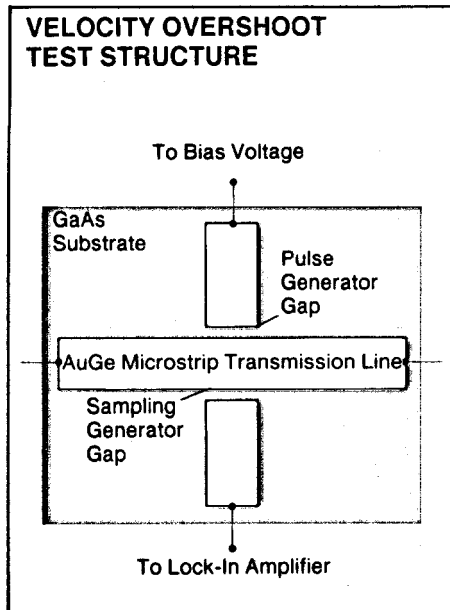 VELOCITY OVERSHOOT
TEST STRUCTURE
To Bias Voltage
GaAs
Substrate
Pulse
Generator
Gap
AuGe Microstrip Transmission Line
Sampling
Generator
Gap
To Lock-In Amplifier